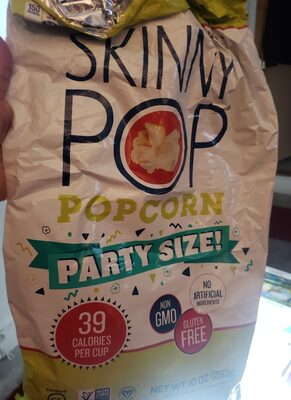 150
SKINNY
POP
POPCORN
PARTY SIZE!
39
CALORIES
PER CUP
NON
GMO
NO
ARTIFICIAL
INGREDIENTS
GLUTEN
FREE
NET WT 10 OZ (283g)